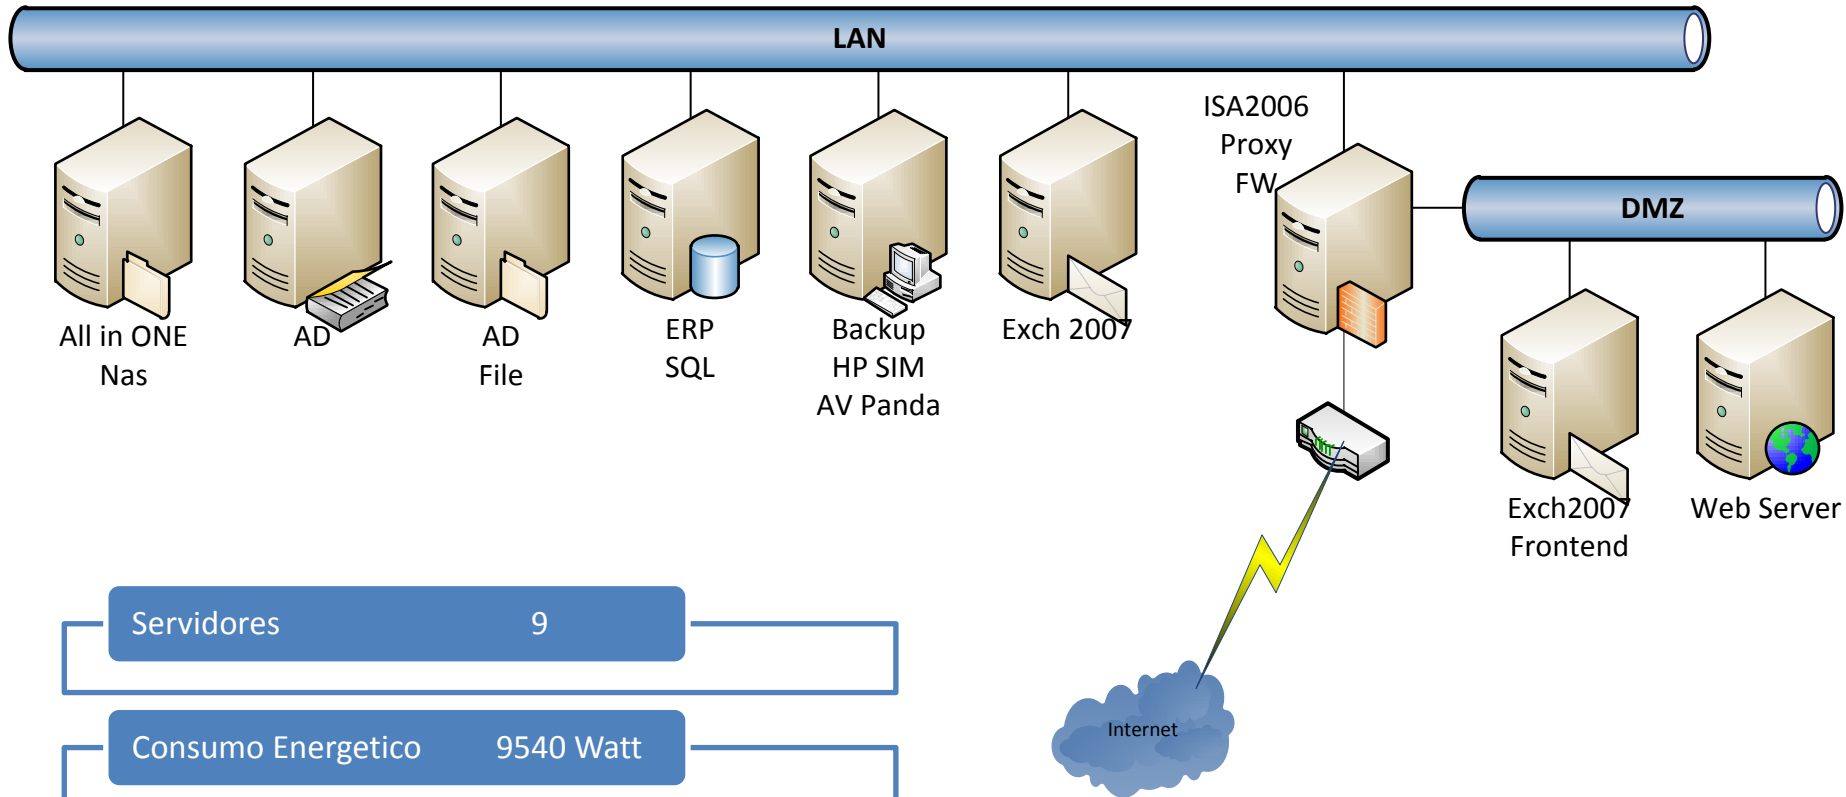 LAN
ISA2006
Proxy
FW
DMZ
All in ONE
Nas
AD
AD
File
ERP
SQL
Backup
HP SIM
AV Panda
Exch 2007
Exch2007
Frontend
Web Server
Servidores 9
Consumo Energetico 9540 Watt
Internet